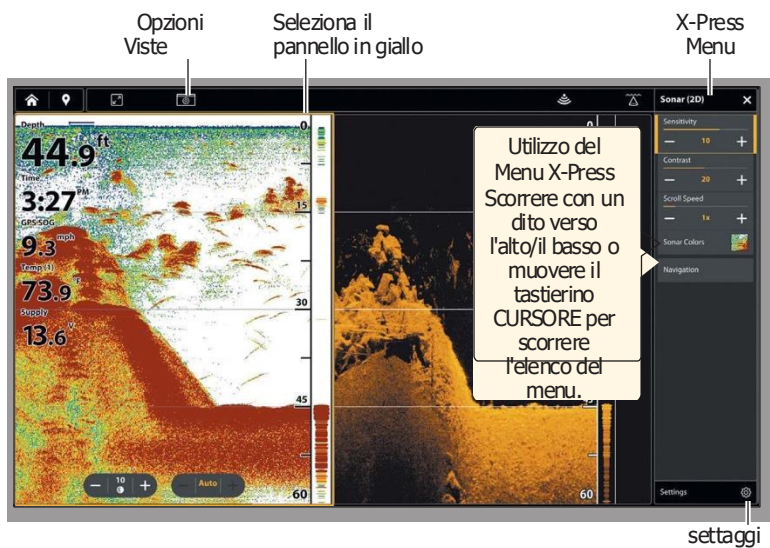 Opzioni
Viste
Seleziona il
pannello in giallo
X-Press
Menu
Sonar (2D)
Depth
44.9 ft
Time
3:27 PM
GPS SOG
9.3 mph
Temp (1)
73.9 °F
Supply
13.6 V
0
15
30
45
60
10
Auto
0
60
Utilizzo del
Menu X-Press
Scorrere con un
dito verso
l'alto/il basso o
muovere il
tastierino
CURSORE per
scorrere
l'elenco del
menu.
Sensitivity
10
Contrast
20
Scroll Speed
1x
Sonar Colors
Navigation
Settings
settaggi